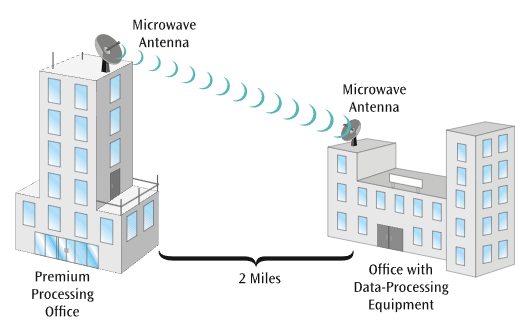 Microwave
Antenna
Microwave
Antenna
2 Miles
Premium
Processing
Office
Office with
Data-Processing
Equipment